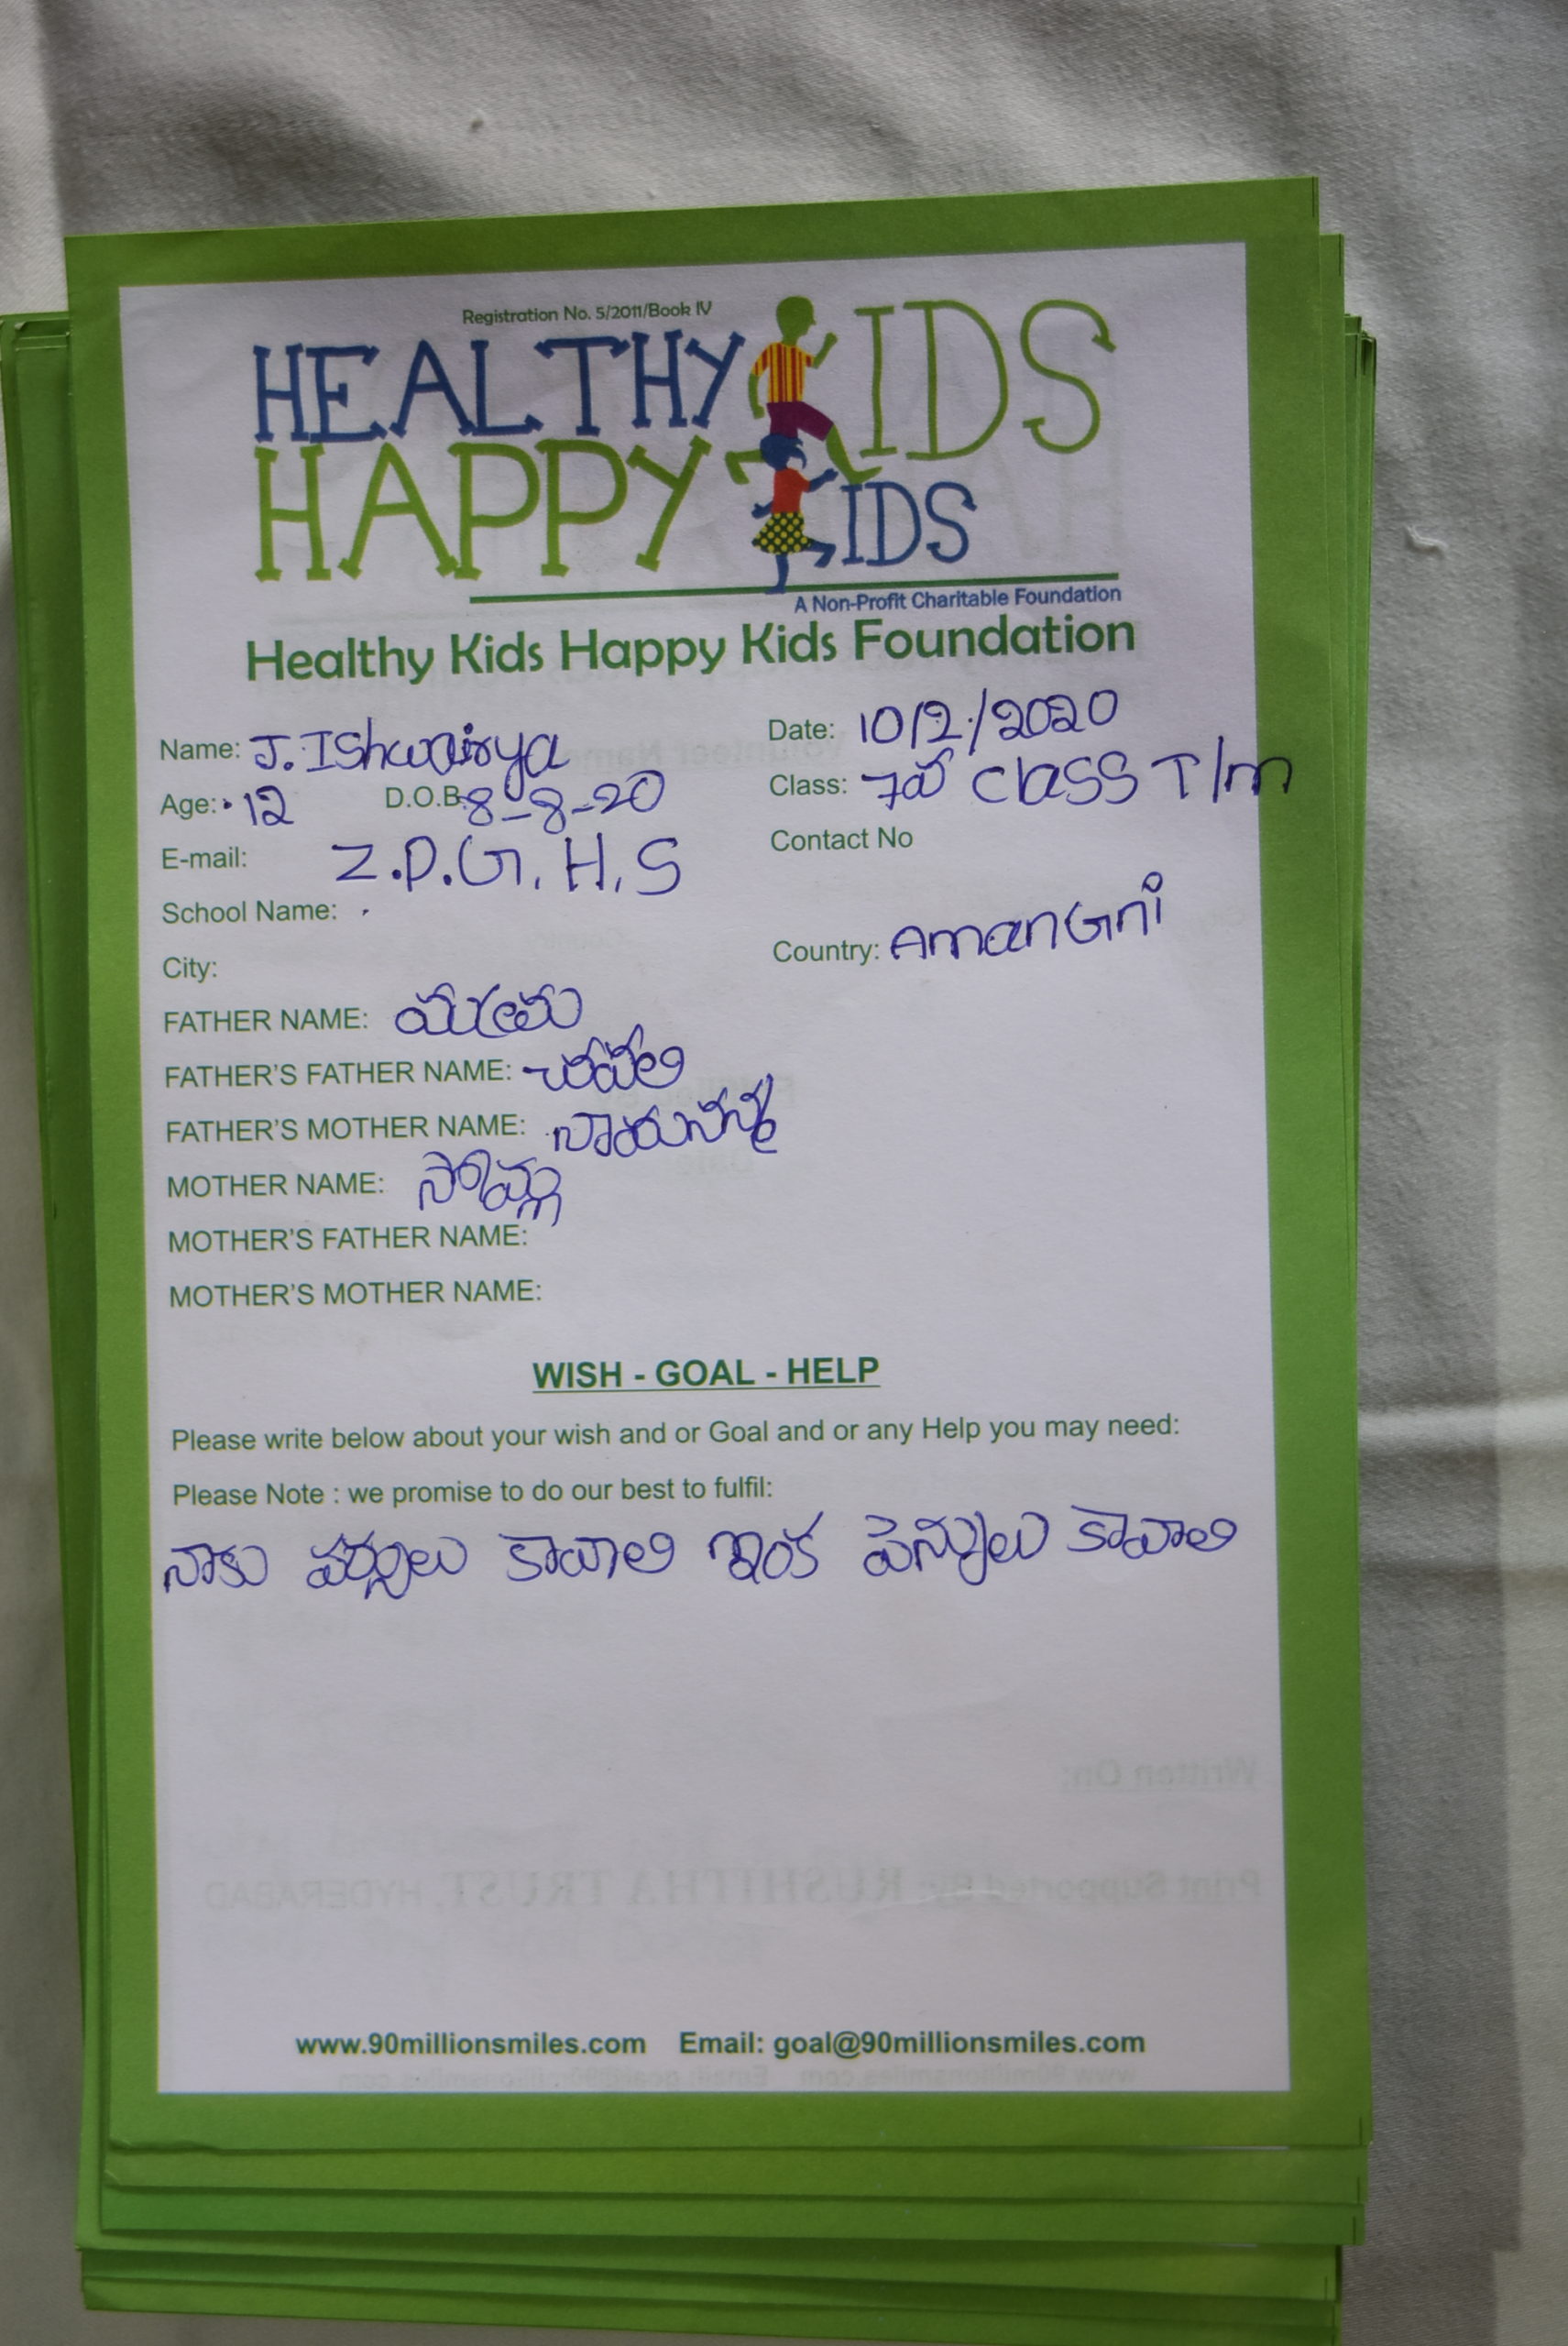 Registration No. 5/2011/Book IV
HEALTHY KIDS
HAPPY KIDS
A Non-Profit Charitable Foundation
Healthy Kids Happy Kids Foundation
Name: J. Ishwairya Date: 10/2/2020
Age: 12 D.O.B. 8-8-20 Class: 7వ class T/m
E-mail: Z.P.G.H.S Contact No
School Name:
City: Country: AmanGni
FATHER NAME:
FATHER'S FATHER NAME:
FATHER'S MOTHER NAME:
MOTHER NAME:
MOTHER'S FATHER NAME:
MOTHER'S MOTHER NAME:
WISH - GOAL - HELP
Please write below about your wish and or Goal and or any Help you may need:
Please Note : we promise to do our best to fulfil:
నాకు కావాలి ఇంక పెన్నులు కావాలి
www.90millionsmiles.com Email: goal@90millionsmiles.com